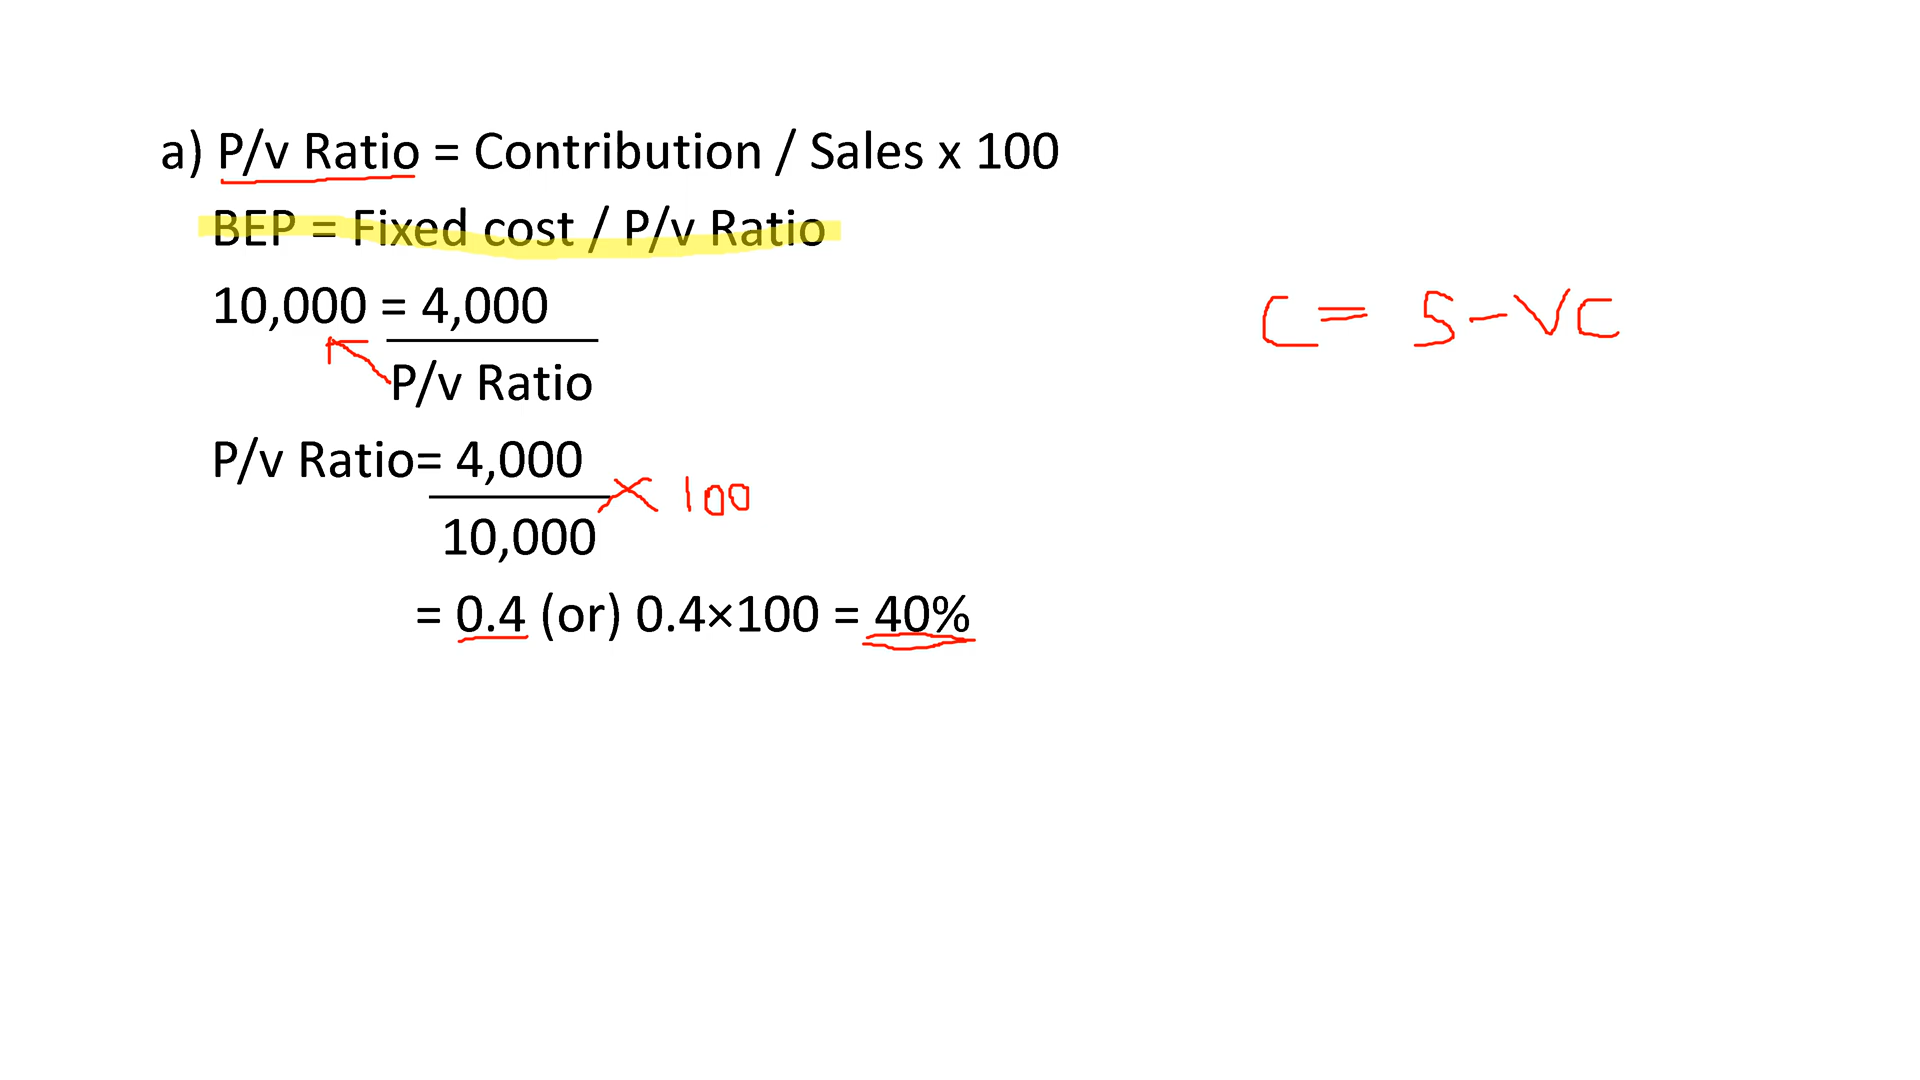 a) P/v Ratio = Contribution / Sales x 100
BEP = Fixed cost / P/v Ratio
10,000 = 4,000
C = S - VC
P/v Ratio
P/v Ratio= 4,000
× 100
10,000
= 0.4 (or) 0.4×100 = 40%